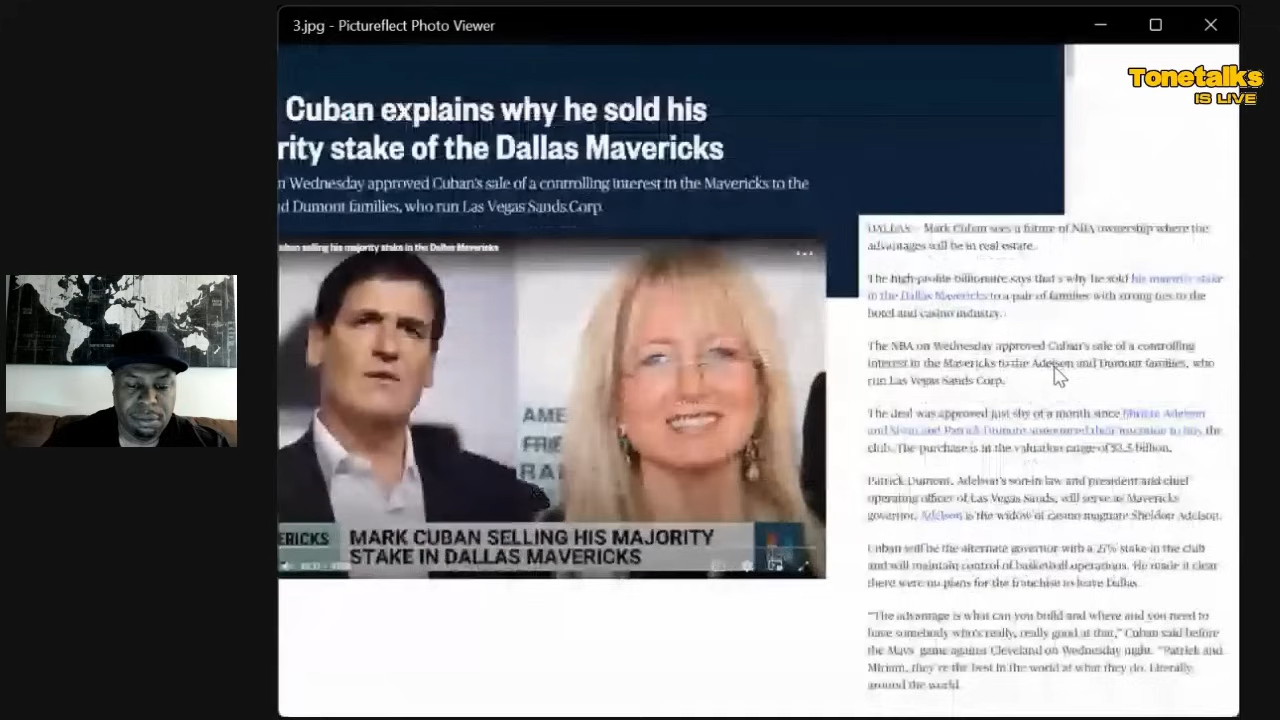 3.jpg - Pictureflect Photo Viewer
Tonetalks
IS LIVE
Cuban explains why he sold his
rity stake of the Dallas Mavericks
n Wednesday approved Cuban's sale of a controlling interest in the Mavericks to the
d Dumont families, who run Las Vegas Sands Corp.
uban selling his majority stake in the Dallas Mavericks
AME
FRIE
RA
ERICKS
MARK CUBAN SELLING HIS MAJORITY
STAKE IN DALLAS MAVERICKS
DALLAS – Mark Cuban sees a future of NBA ownership where the
advantages will be in real estate.
The high-profile billionaire says that's why he sold his majority stake
in the Dallas Mavericks to a pair of families with strong ties to the
hotel and casino industry.
The NBA on Wednesday approved Cuban's sale of a controlling
interest in the Mavericks to the Adelson and Dumont families, who
run Las Vegas Sands Corp.
The deal was approved just shy of a month since Miriam Adelson
and Sivan and Patrick Dumont announced their intention to buy the
club. The purchase is in the valuation range of $3.5 billion.
Patrick Dumont, Adelson's son-in-law and president and chief
operating officer of Las Vegas Sands, will serve as Mavericks
governor. Adelson is the widow of casino magnate Sheldon Adelson.
Cuban will be the alternate governor with a 27% stake in the club
and will maintain control of basketball operations. He made it clear
there were no plans for the franchise to leave Dallas.
"The advantage is what can you build and where and you need to
have somebody who's really, really good at that," Cuban said before
the Mavs' game against Cleveland on Wednesday night. "Patrick and
Miriam, they're the best in the world at what they do. Literally,
around the world.